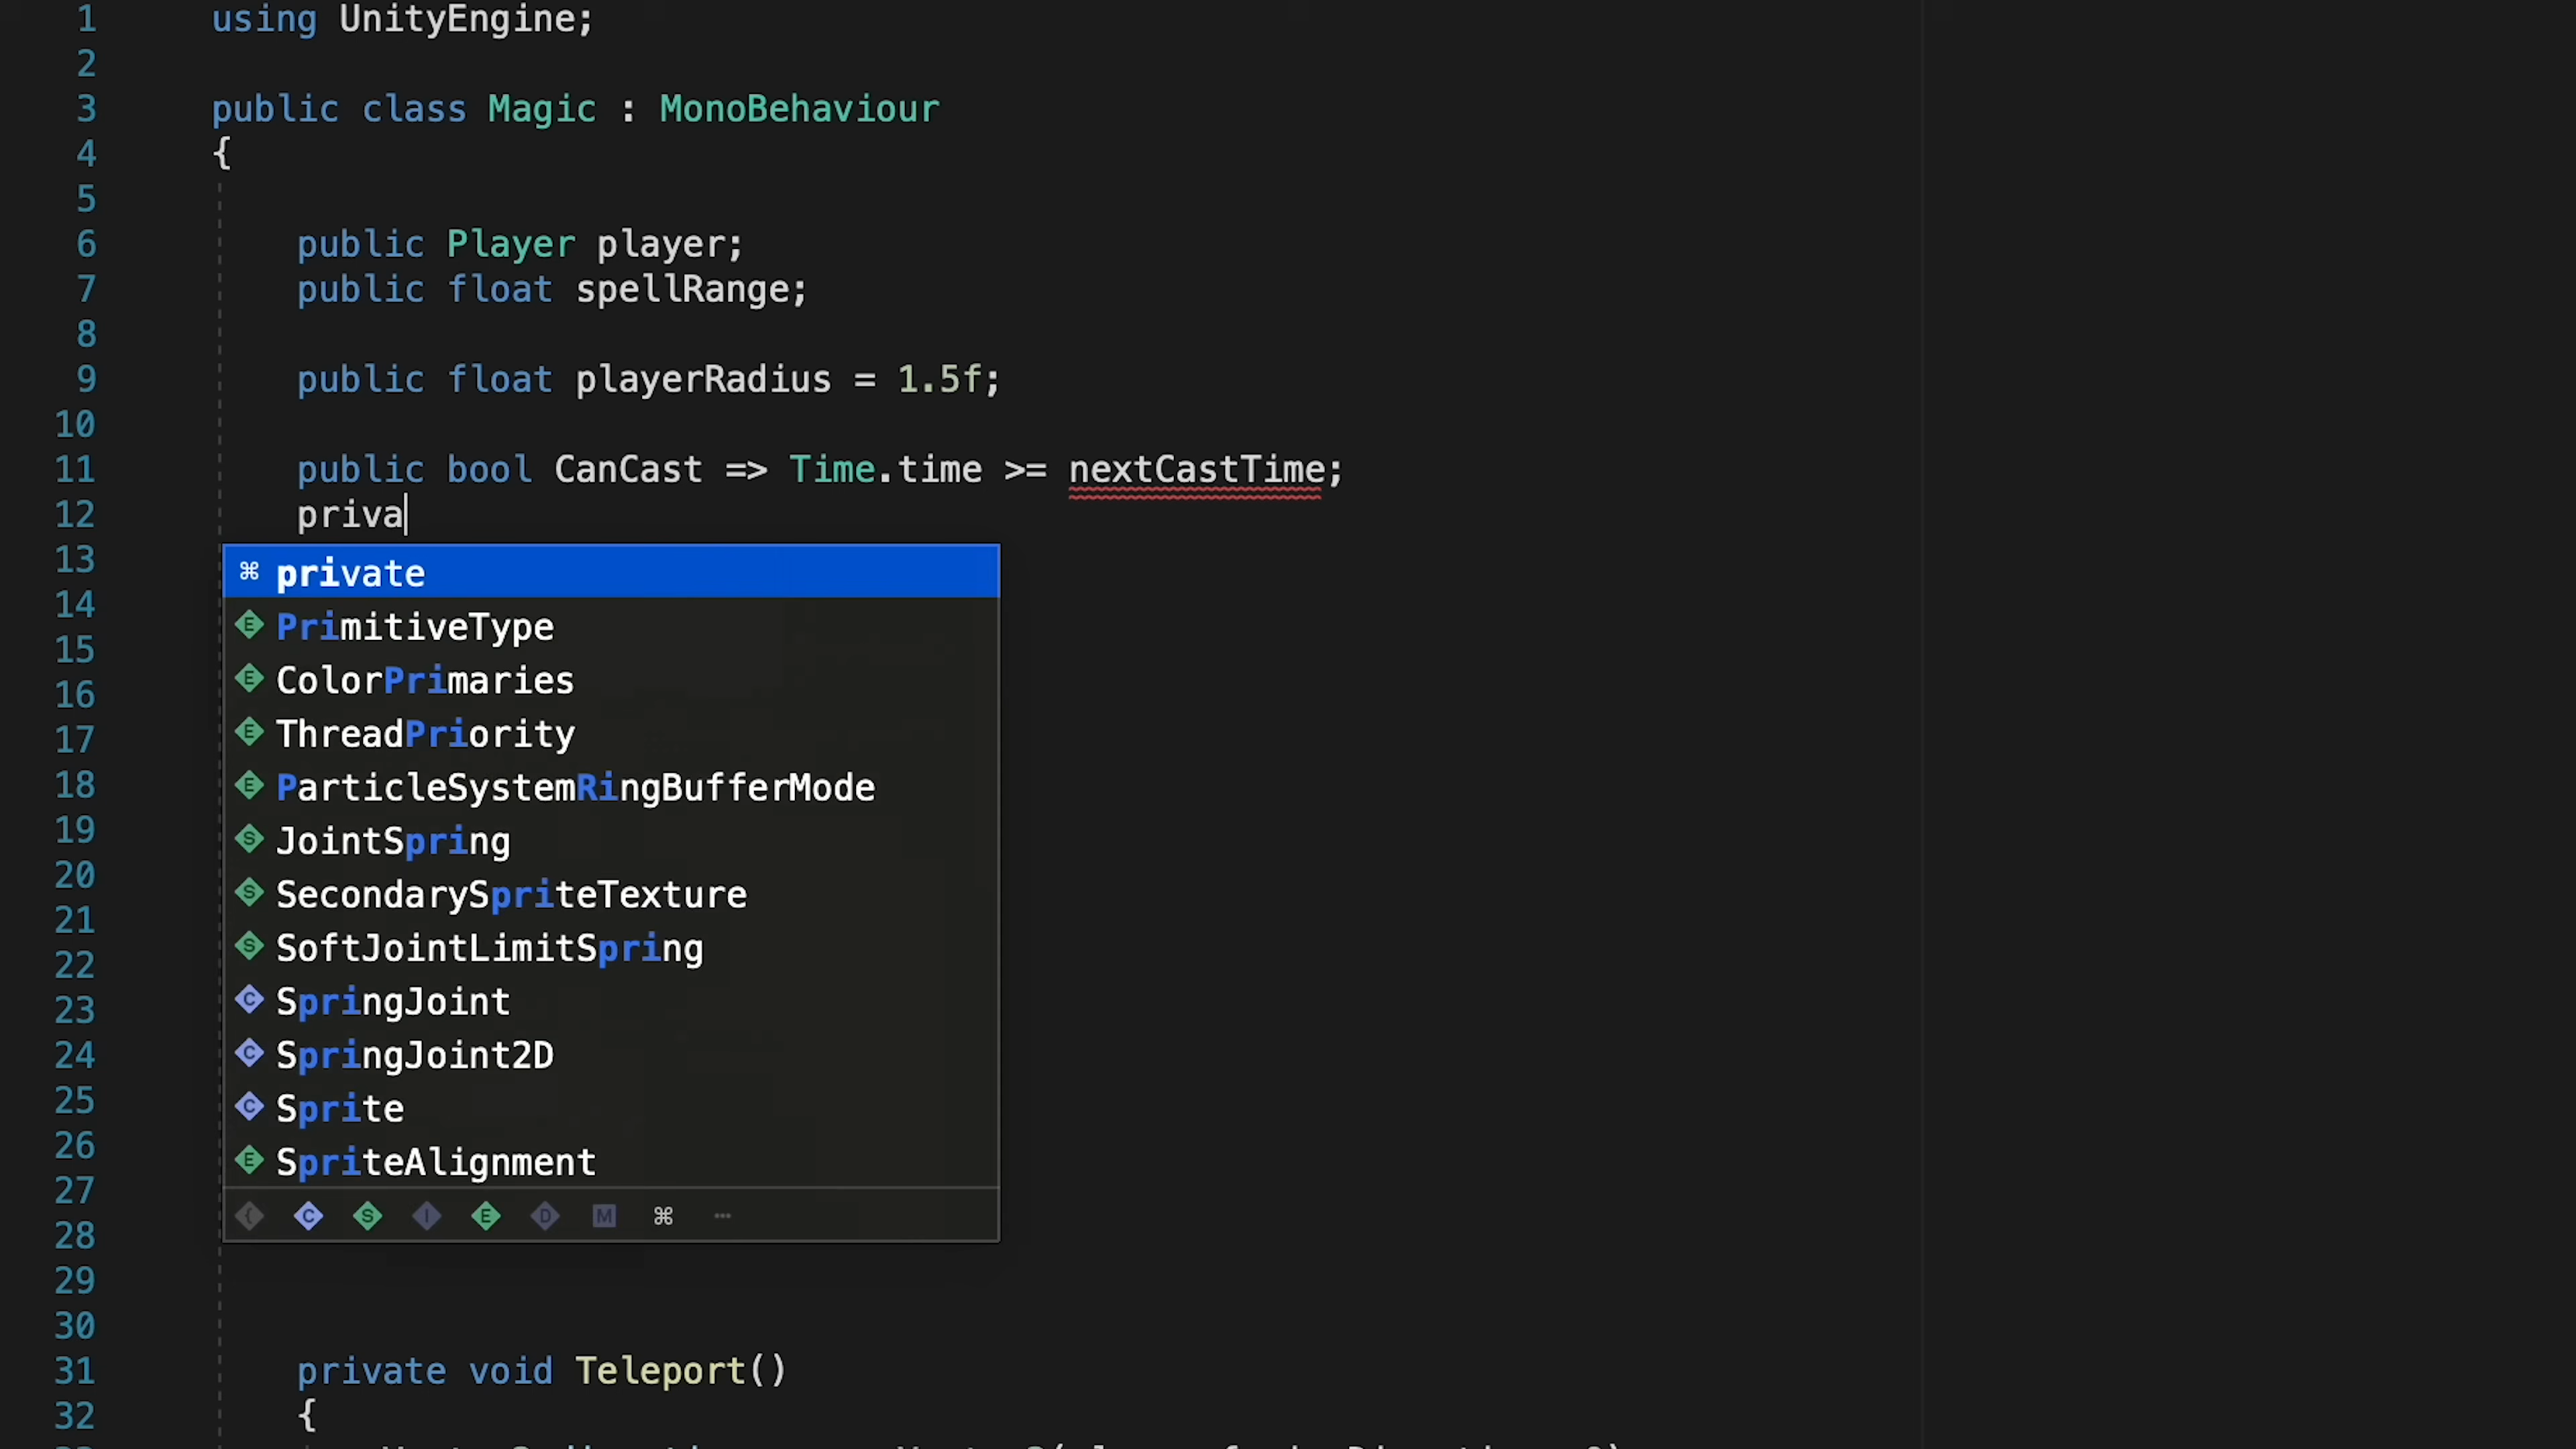 1 using UnityEngine;
2
3 public class Magic : MonoBehaviour
4 {
5
6 public Player player;
7 public float spellRange;
8
9 public float playerRadius = 1.5f;
10
11 public bool CanCast => Time.time >= nextCastTime;
12 priva
13 ⌘ private
14 E PrimitiveType
15 E ColorPrimaries
16
17 E ThreadPriority
18 E ParticleSystemRingBufferMode
19 S JointSpring
20 S SecondarySpriteTexture
21 S SoftJointLimitSpring
22
23 C SpringJoint
24 C SpringJoint2D
25 C Sprite
26 E SpriteAlignment
27 { C S I E D M ⌘ ...
28
29
30
31 private void Teleport()
32 {